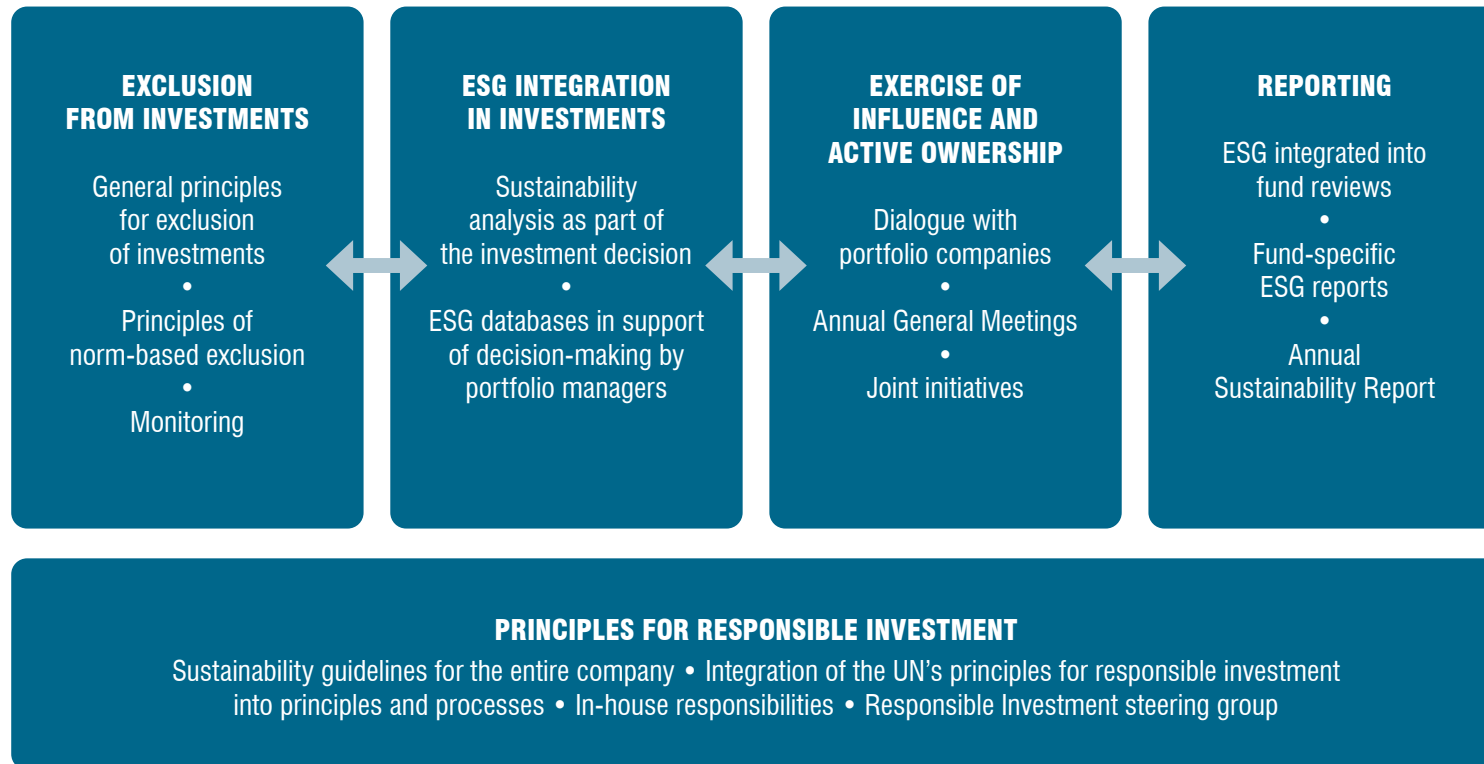 EXCLUSION
FROM INVESTMENTS
General principles
for exclusion
of investments
•
Principles of
norm-based exclusion
•
Monitoring
ESG INTEGRATION
IN INVESTMENTS
Sustainability
analysis as part of
the investment decision
•
ESG databases in support
of decision-making by
portfolio managers
EXERCISE OF
INFLUENCE AND
ACTIVE OWNERSHIP
Dialogue with
portfolio companies
•
Annual General Meetings
•
Joint initiatives
REPORTING
ESG integrated into
fund reviews
•
Fund-specific
ESG reports
•
Annual
Sustainability Report
PRINCIPLES FOR RESPONSIBLE INVESTMENT
Sustainability guidelines for the entire company • Integration of the UN’s principles for responsible investment
into principles and processes • In-house responsibilities • Responsible Investment steering group